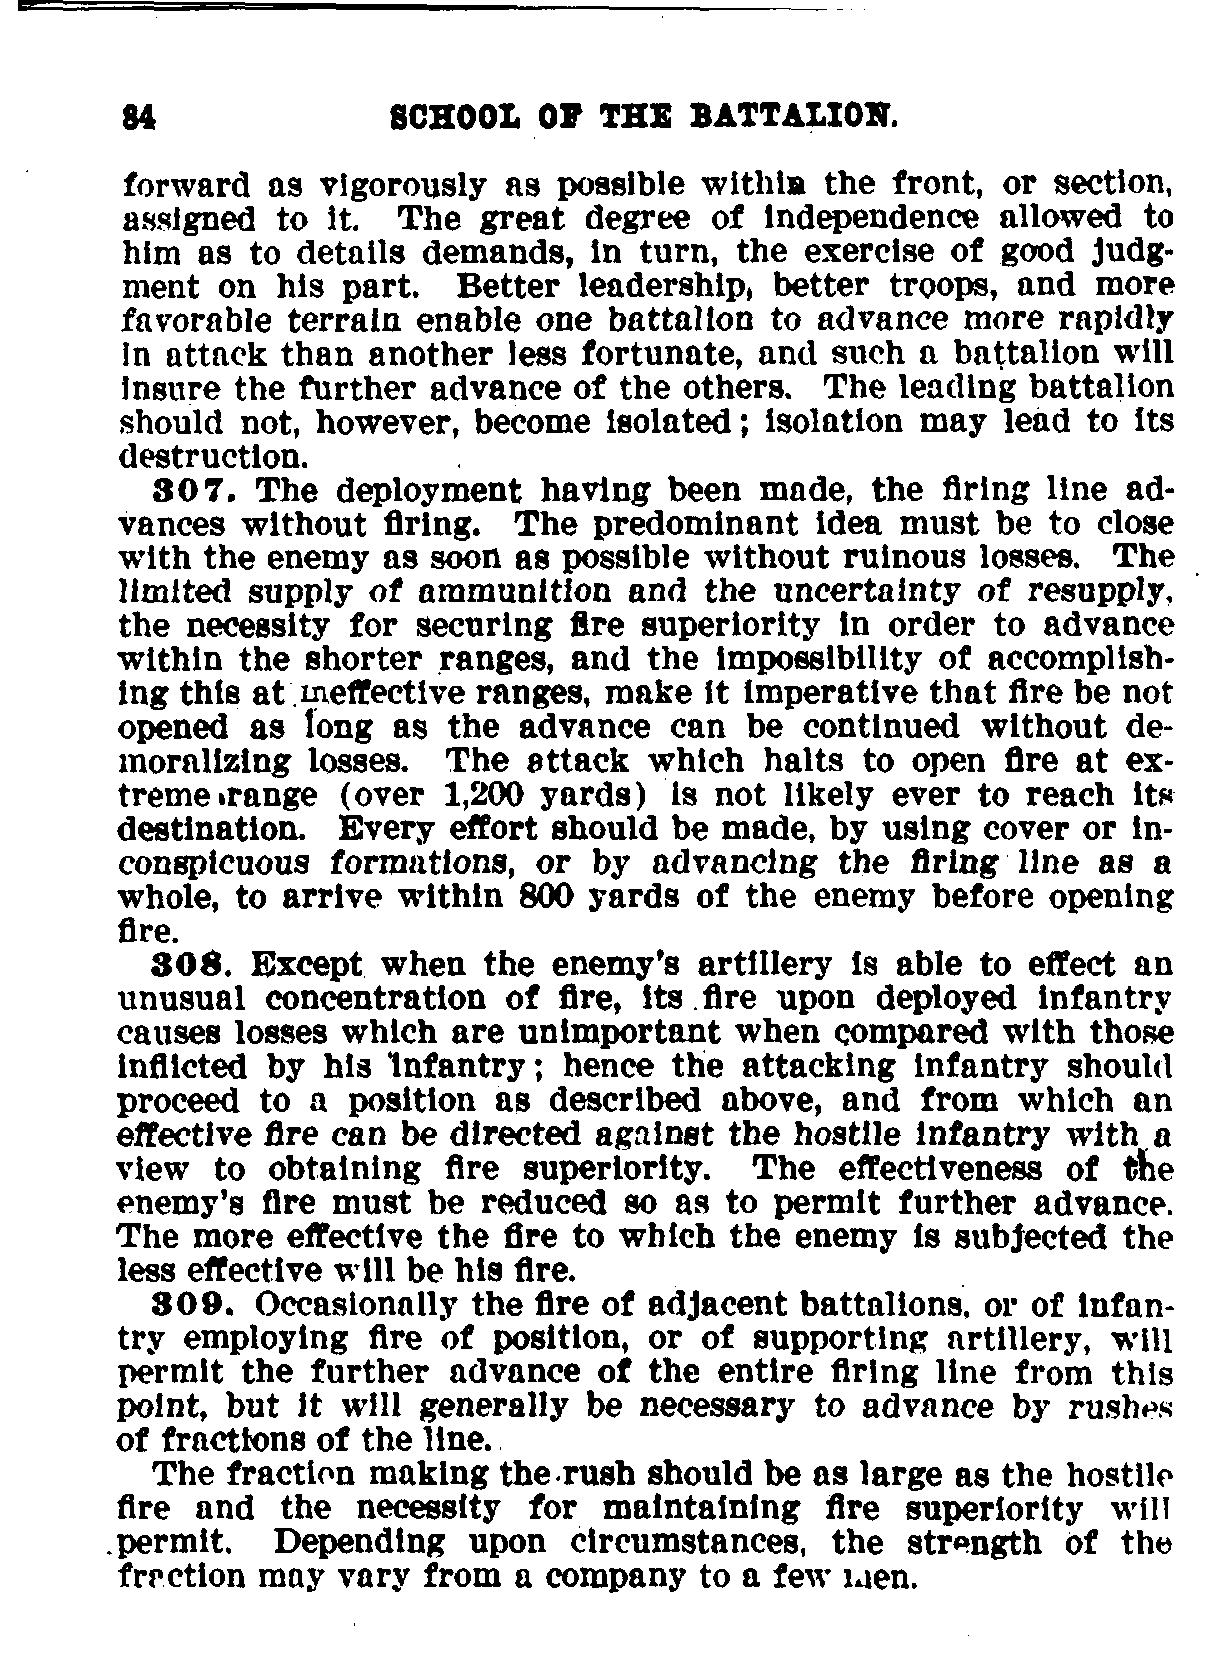 84 SCHOOL OF THE BATTALION.
forward as vigorously as possible within the front, or section,
assigned to it. The great degree of independence allowed to
him as to details demands, in turn, the exercise of good judg-
ment on his part. Better leadership, better troops, and more
favorable terrain enable one battalion to advance more rapidly
in attack than another less fortunate, and such a battalion will
insure the further advance of the others. The leading battalion
should not, however, become isolated; isolation may lead to its
destruction.
307. The deployment having been made, the firing line ad-
vances without firing. The predominant idea must be to close
with the enemy as soon as possible without ruinous losses. The
limited supply of ammunition and the uncertainty of resupply,
the necessity for securing fire superiority in order to advance
within the shorter ranges, and the impossibility of accomplish-
ing this at ineffective ranges, make it imperative that fire be not
opened as long as the advance can be continued without de-
moralizing losses. The attack which halts to open fire at ex-
treme range (over 1,200 yards) is not likely ever to reach its
destination. Every effort should be made, by using cover or in-
conspicuous formations, or by advancing the firing line as a
whole, to arrive within 800 yards of the enemy before opening
fire.
308. Except when the enemy's artillery is able to effect an
unusual concentration of fire, its fire upon deployed infantry
causes losses which are unimportant when compared with those
inflicted by his infantry; hence the attacking infantry should
proceed to a position as described above, and from which an
effective fire can be directed against the hostile infantry with a
view to obtaining fire superiority. The effectiveness of the
enemy's fire must be reduced so as to permit further advance.
The more effective the fire to which the enemy is subjected the
less effective will be his fire.
309. Occasionally the fire of adjacent battalions, or of infan-
try employing fire of position, or of supporting artillery, will
permit the further advance of the entire firing line from this
point, but it will generally be necessary to advance by rushes
of fractions of the line.
The fraction making the rush should be as large as the hostile
fire and the necessity for maintaining fire superiority will
permit. Depending upon circumstances, the strength of the
fraction may vary from a company to a few men.